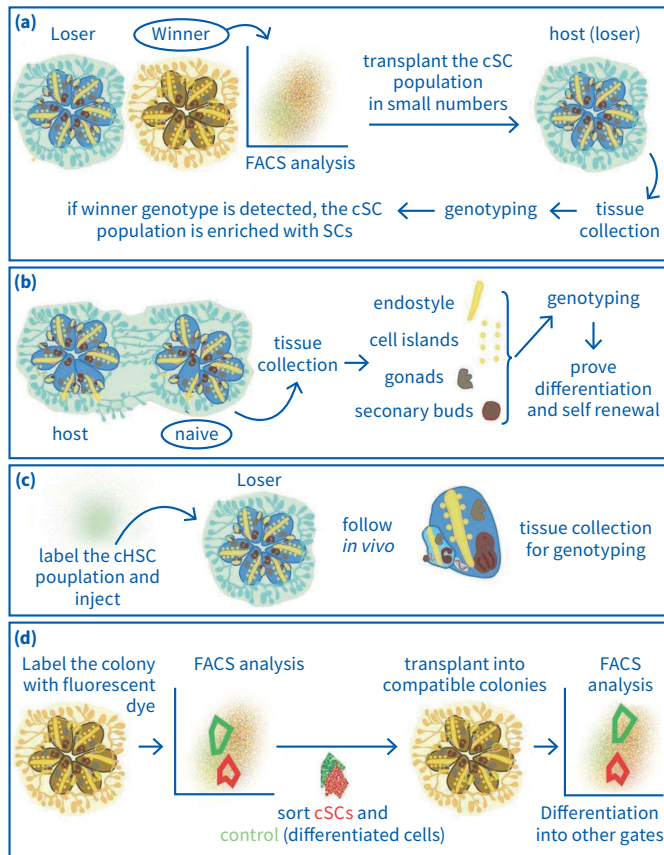 (a)
Loser
Winner
FACS analysis
transplant the cSC
population
in small numbers
host (loser)
tissue
collection
genotyping
if winner genotype is detected, the cSC
population is enriched with SCs
(b)
host
naive
tissue
collection
endostyle
cell islands
gonads
seconary buds
genotyping
prove
differentiation
and self renewal
(c)
label the cHSC
pouplation and
inject
Loser
follow
in vivo
tissue collection
for genotyping
(d)
Label the colony
with fluorescent
dye
FACS analysis
sort cSCs and
control (differentiated cells)
transplant into
compatible colonies
FACS
analysis
Differentiation
into other gates